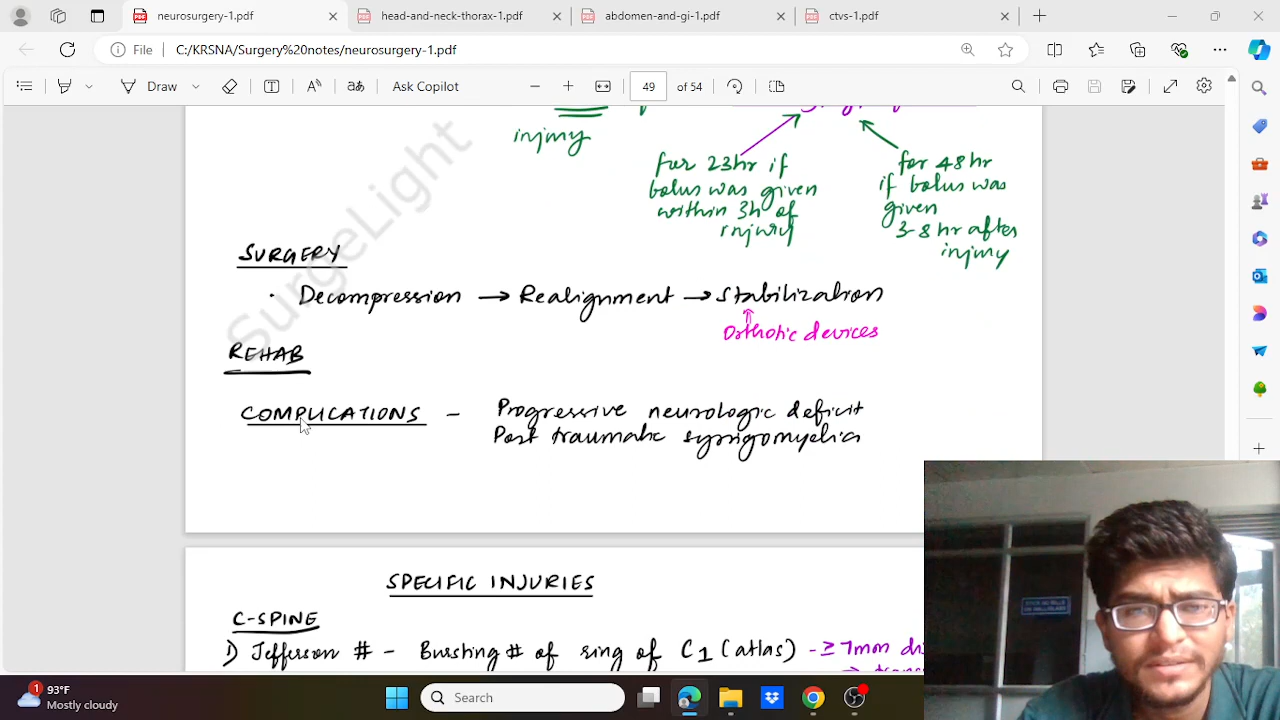 neurosurgery-1.pdf
head-and-neck-thorax-1.pdf
abdomen-and-gi-1.pdf
ctvs-1.pdf
File
C:/KRSNA/Surgery%20notes/neurosurgery-1.pdf
Draw
Ask Copilot
49
of 54
injury
for 23hr if
bolus was given
within 3h of
injury
for 48hr
if bolus was
given
3-8 hr after
injury
SurgeLight
SURGERY
· Decompression → Realignment → Stabilization
Orthotic devices
REHAB
COMPLICATIONS - Progressive neurologic deficit
Post traumatic syrigomyelia
SPECIFIC INJURIES
C-SPINE
1) Jefferson # - Bursting # of ring of C1 (atlas) - ≥7mm
1
93°F
Mostly cloudy
Search